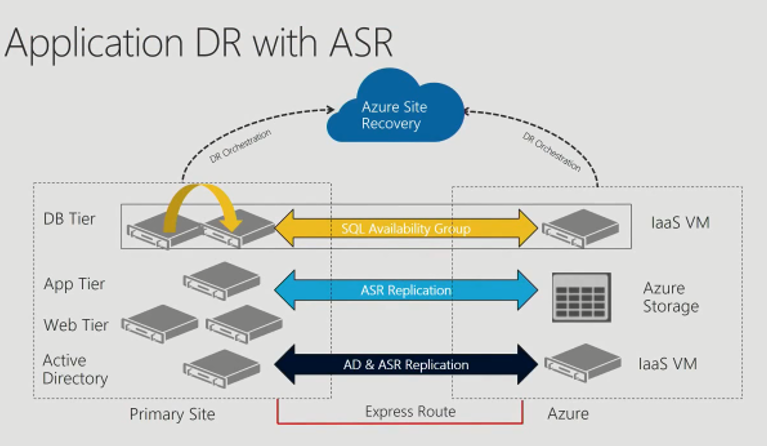 Application DR with ASR
Azure Site
Recovery
DR Orchestration
DR Orchestration
DB Tier
SQL Availability Group
IaaS VM
App Tier
ASR Replication
Azure
Storage
Web Tier
Active
Directory
AD & ASR Replication
IaaS VM
Primary Site
Express Route
Azure